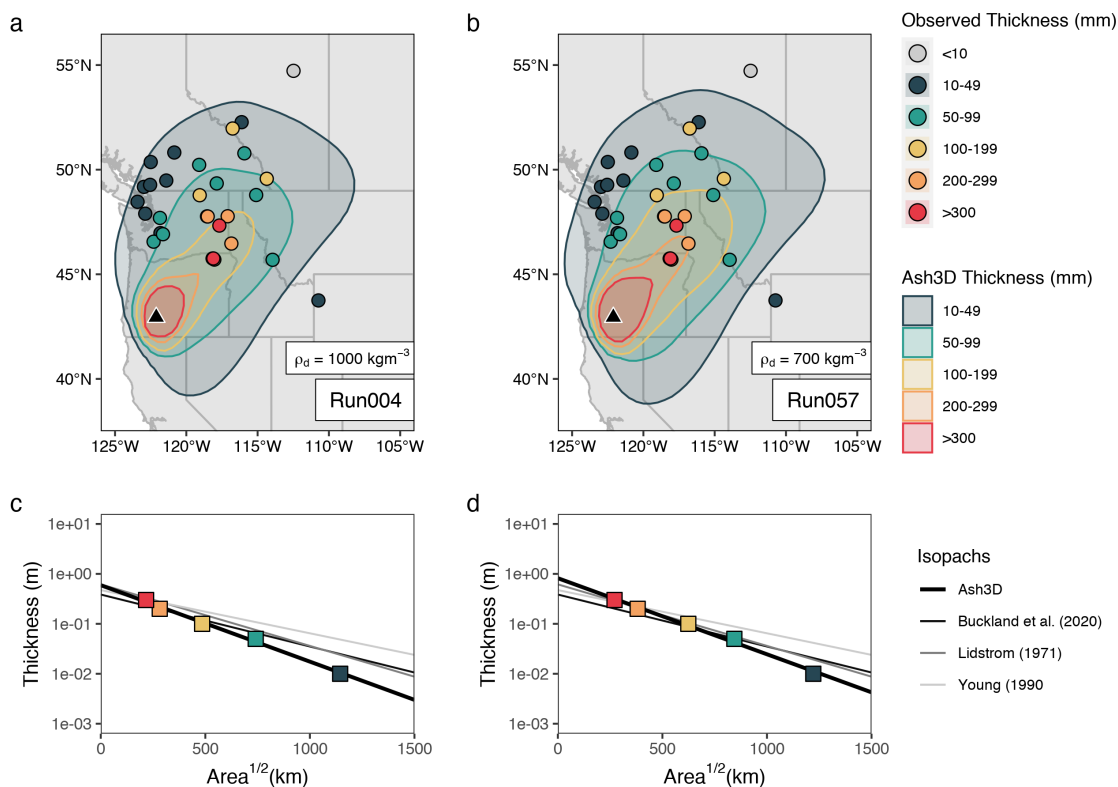 a
55°N
50°N
45°N
40°N
125°W 120°W 115°W 110°W 105°W
ρd = 1000 kgm⁻³
Run004
b
55°N
50°N
45°N
40°N
125°W 120°W 115°W 110°W 105°W
ρd = 700 kgm⁻³
Run057
Observed Thickness (mm)
<10
10-49
50-99
100-199
200-299
>300
Ash3D Thickness (mm)
10-49
50-99
100-199
200-299
>300
c
Thickness (m)
1e+01
1e+00
1e-01
1e-02
1e-03
0 500 1000 1500
Area¹/²(km)
d
Thickness (m)
1e+01
1e+00
1e-01
1e-02
1e-03
0 500 1000 1500
Area¹/²(km)
Isopachs
Ash3D
Buckland et al. (2020)
Lidstrom (1971)
Young (1990